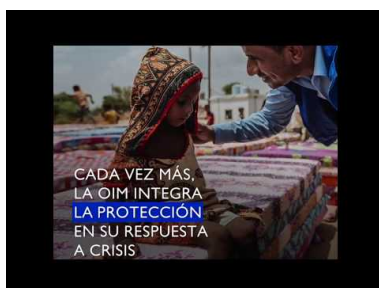 CADA VEZ MÁS,
LA OIM INTEGRA
LA PROTECCIÓN
EN SU RESPUESTA
A CRISIS